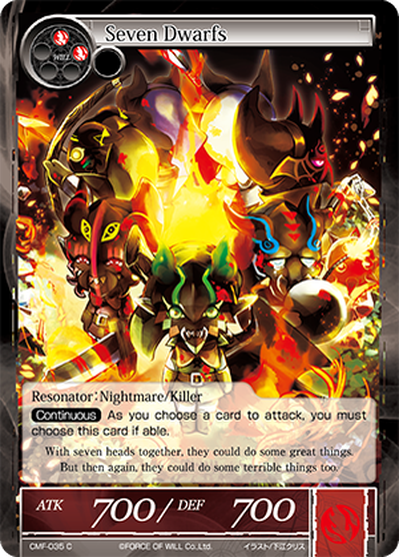 Seven Dwarfs
WILL
Resonator：Nightmare/Killer
Continuous As you choose a card to attack, you must
choose this card if able.
With seven heads together, they could do some great things.
But then again, they could do some terrible things too.
ATK 700/ DEF 700
CMF-035 C ©FORCE OF WILL Co.,Ltd. イラスト/下江クリス